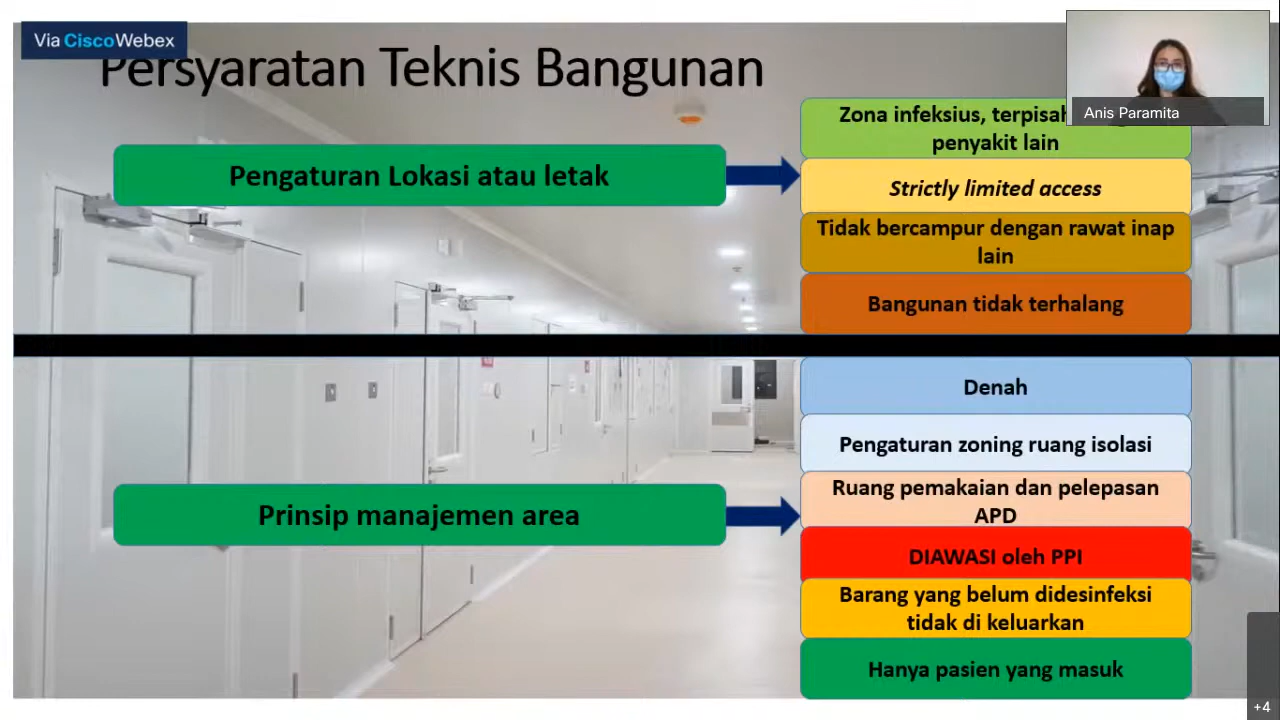 Via Cisco Webex
Persyaratan Teknis Bangunan
Anis Paramita
Pengaturan Lokasi atau letak
Zona infeksius, terpisah
penyakit lain
Strictly limited access
Tidak bercampur dengan rawat inap
lain
Bangunan tidak terhalang
Prinsip manajemen area
Denah
Pengaturan zoning ruang isolasi
Ruang pemakaian dan pelepasan
APD
DIAWASI oleh PPI
Barang yang belum didesinfeksi
tidak di keluarkan
Hanya pasien yang masuk
+4